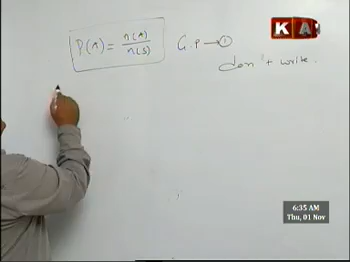 P(A) = n(A) / n(S)   G.P → ①
don't write.
KA
6:35 AM
Thu, 01 Nov